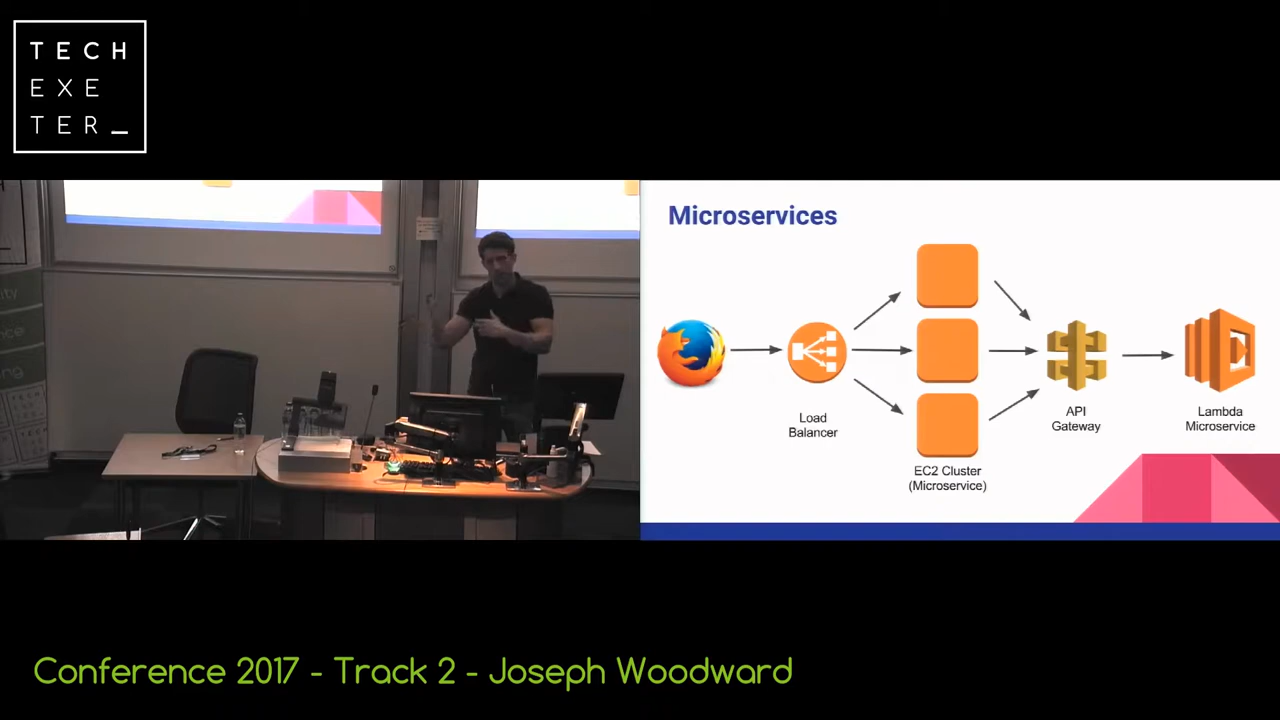 TECH
EXE
TER_
Microservices
Load
Balancer
EC2 Cluster
(Microservice)
API
Gateway
Lambda
Microservice
Conference 2017 - Track 2 - Joseph Woodward